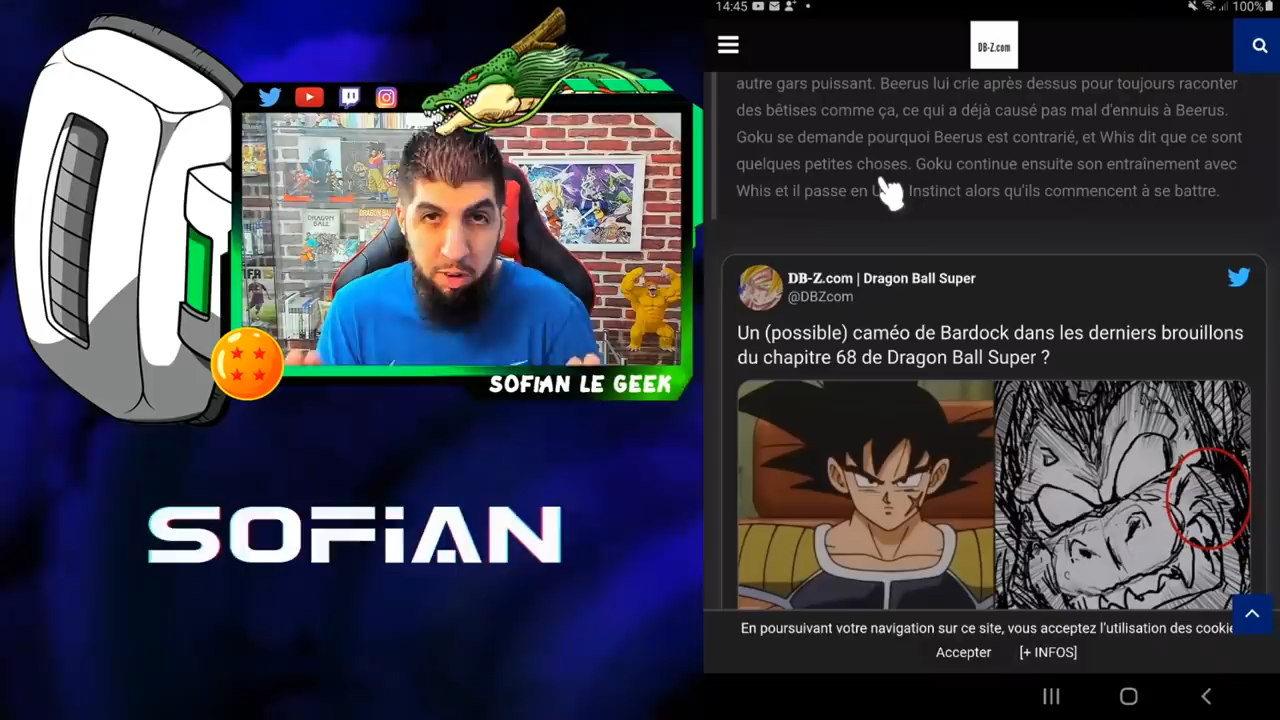 SOFIAN LE GEEK
SOFIAN
14:45
100%
DB-Z.com
autre gars puissant. Beerus lui crie après dessus pour toujours raconter
des bêtises comme ça, ce qui a déjà causé pas mal d'ennuis à Beerus.
Goku se demande pourquoi Beerus est contrarié, et Whis dit que ce sont
quelques petites choses. Goku continue ensuite son entraînement avec
Whis et il passe en Instinct alors qu'ils commencent à se battre.
DB-Z.com | Dragon Ball Super
@DBZcom
Un (possible) caméo de Bardock dans les derniers brouillons
du chapitre 68 de Dragon Ball Super ?
En poursuivant votre navigation sur ce site, vous acceptez l'utilisation des cookie
Accepter [+ INFOS]
DRAGON
BALL